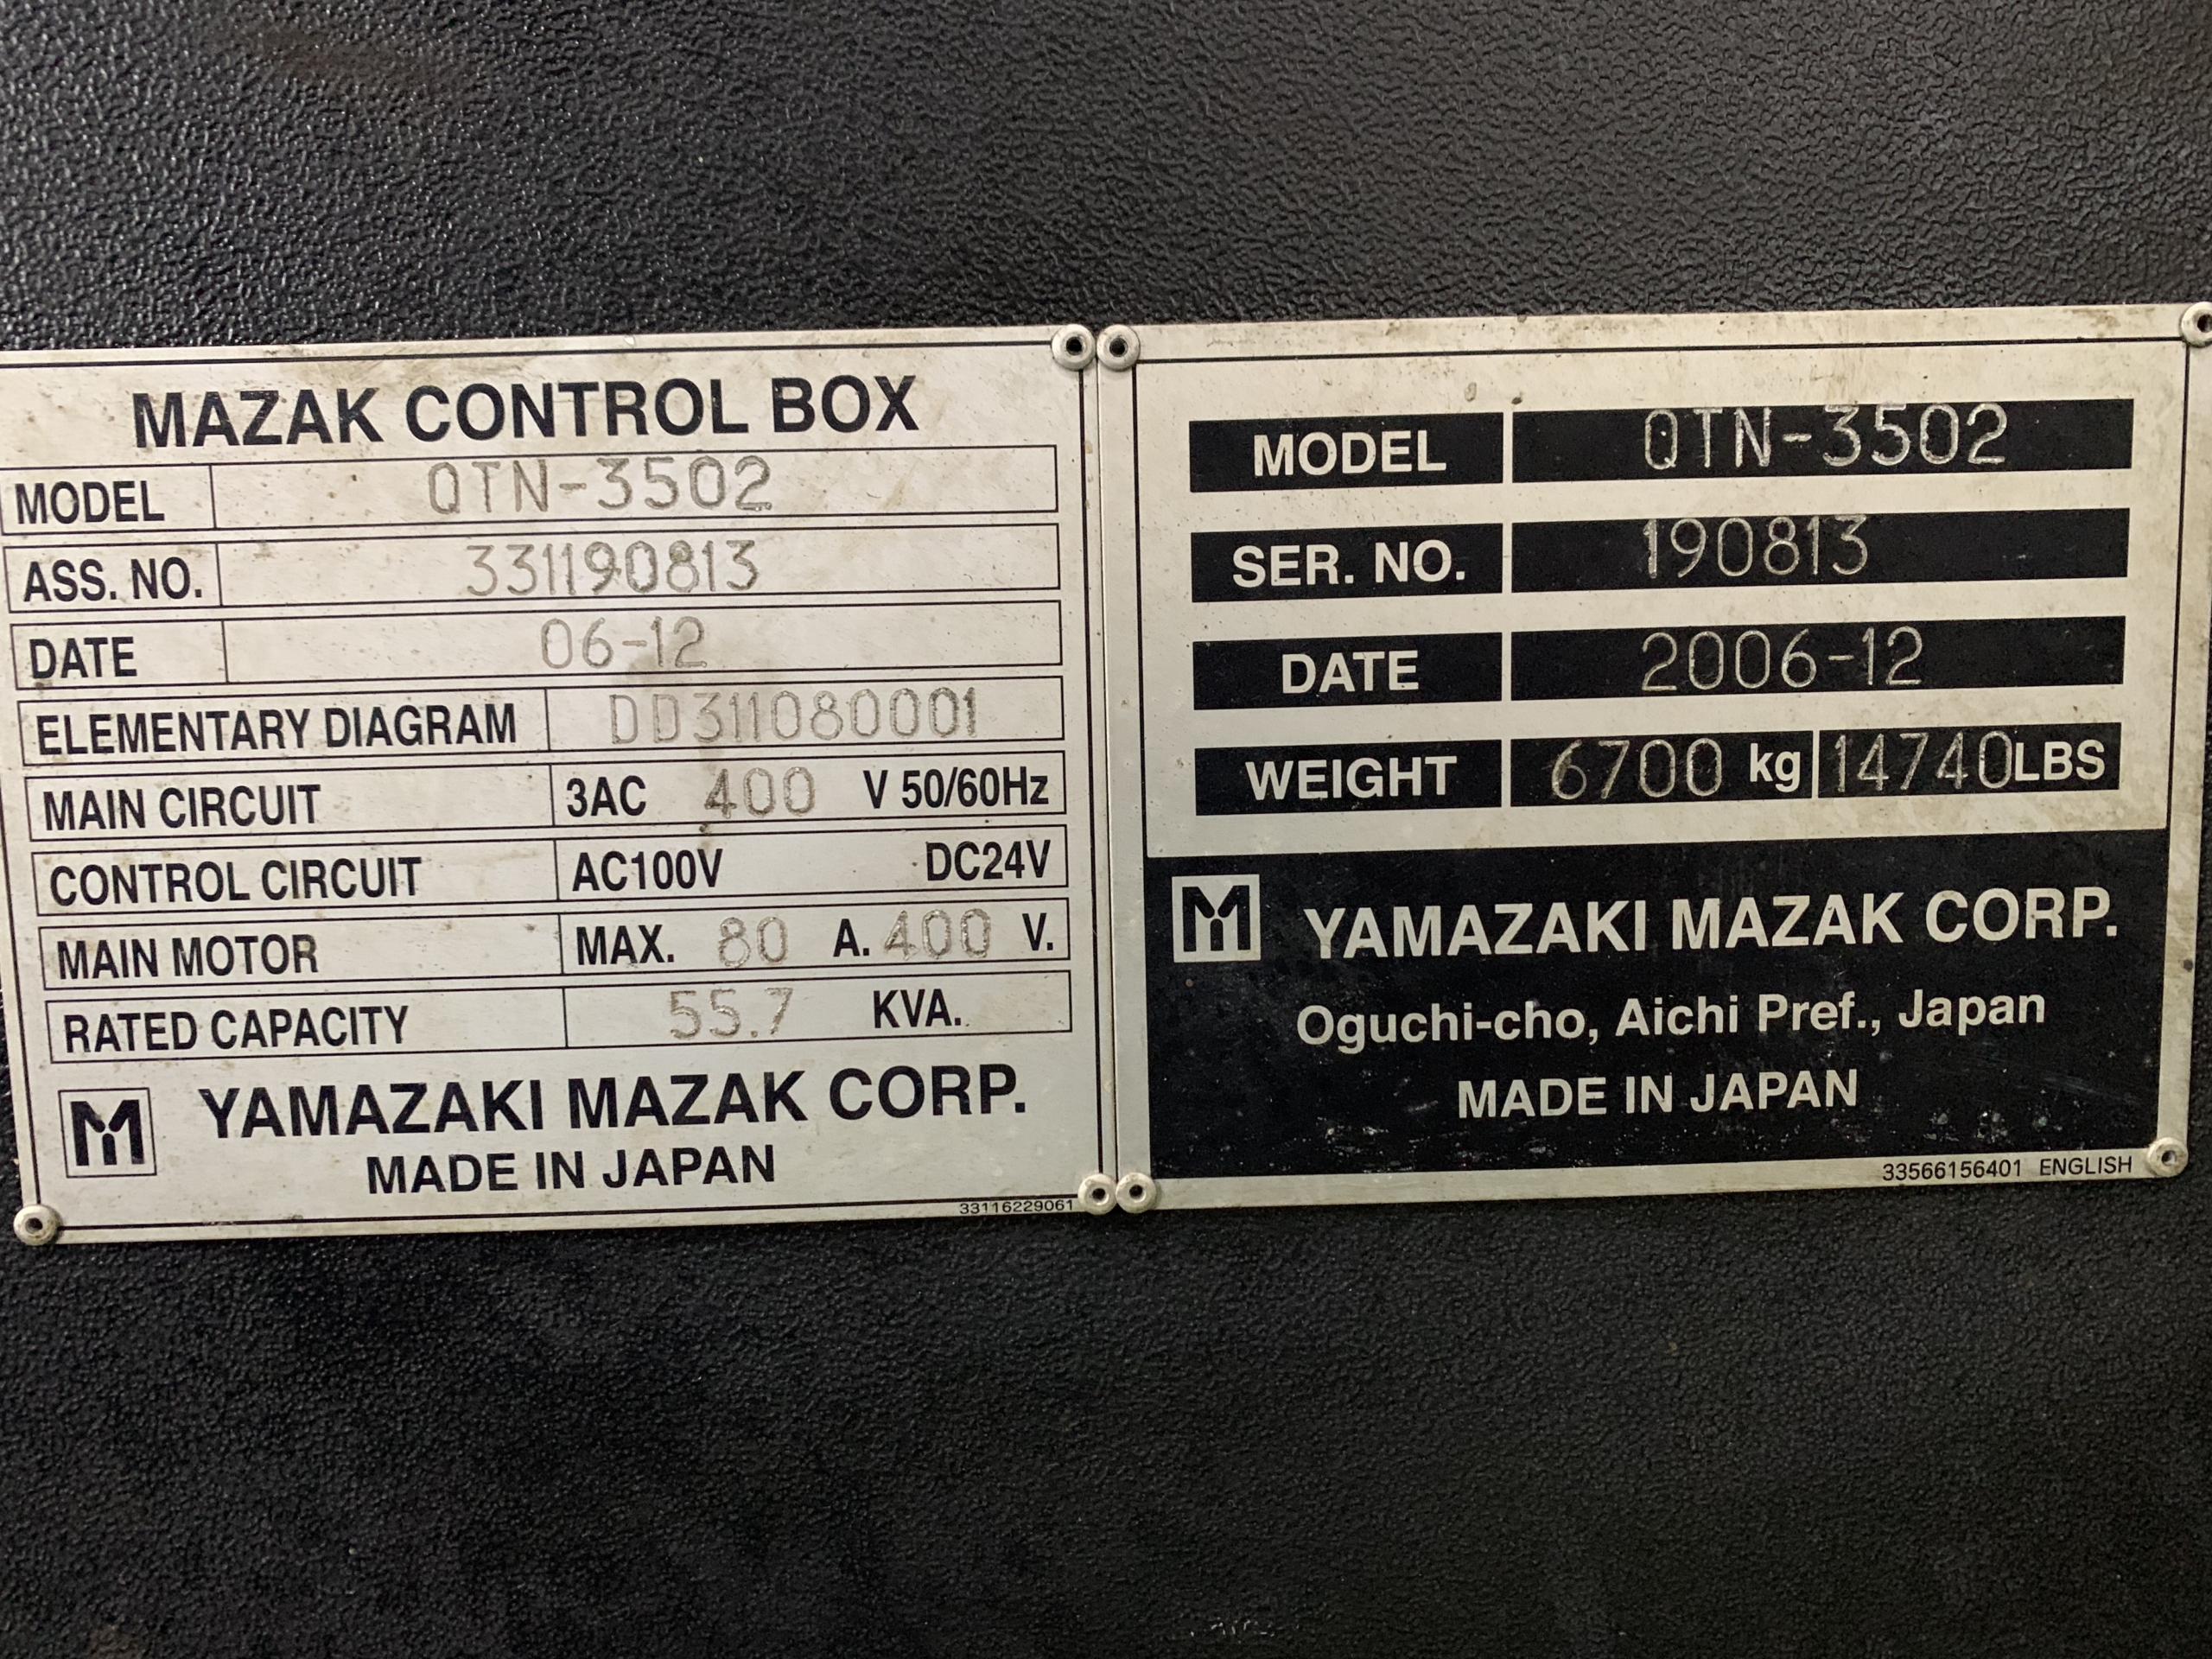 MAZAK CONTROL BOX
MODEL QTN-3502
ASS. NO. 331190813
DATE 06-12
ELEMENTARY DIAGRAM DD311080001
MAIN CIRCUIT 3AC 400 V 50/60Hz
CONTROL CIRCUIT AC100V DC24V
MAIN MOTOR MAX. 80 A. 400 V.
RATED CAPACITY 55.7 KVA.
YAMAZAKI MAZAK CORP.
MADE IN JAPAN
33116229061
MODEL QTN-3502
SER. NO. 190813
DATE 2006-12
WEIGHT 6700 kg 14740LBS
YAMAZAKI MAZAK CORP.
Oguchi-cho, Aichi Pref., Japan
MADE IN JAPAN
33566156401 ENGLISH